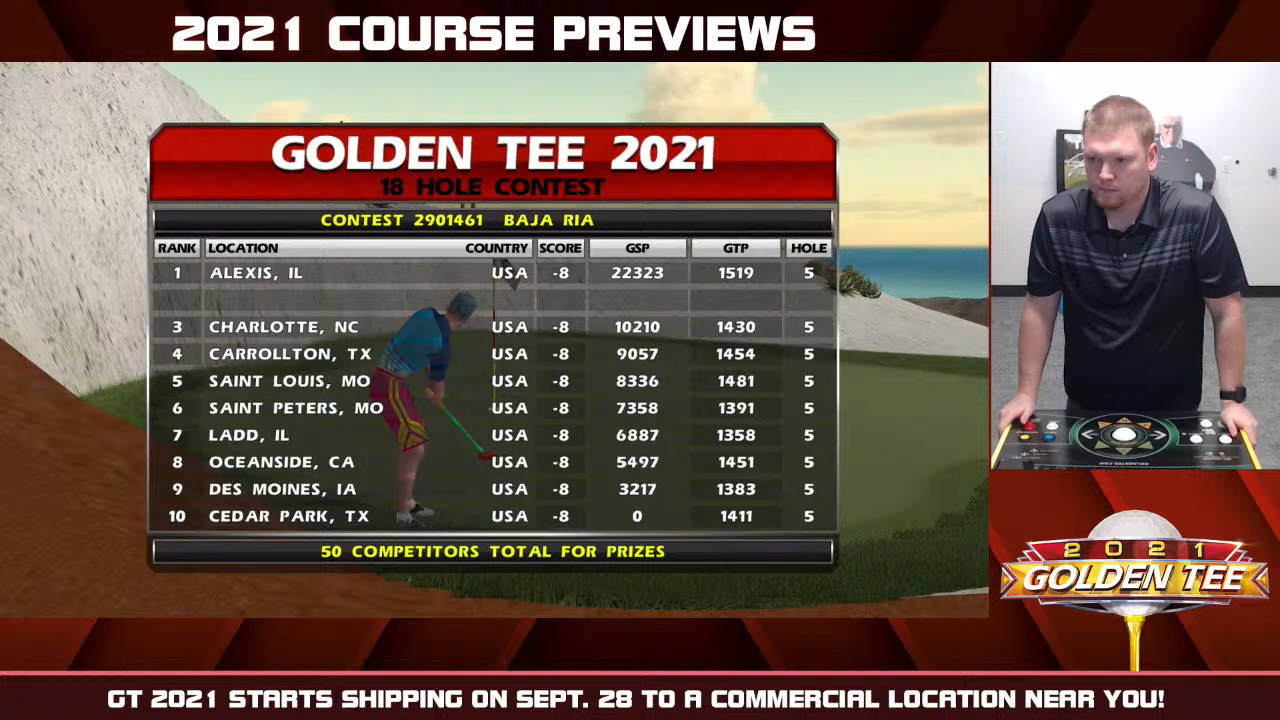 2021 COURSE PREVIEWS
GOLDEN TEE 2021
18 HOLE CONTEST
CONTEST 2901461 BAJA RIA
RANK LOCATION COUNTRY SCORE GSP GTP HOLE
1 ALEXIS, IL USA -8 22323 1519 5
3 CHARLOTTE, NC USA -8 10210 1430 5
4 CARROLLTON, TX USA -8 9057 1454 5
5 SAINT LOUIS, MO USA -8 8336 1481 5
6 SAINT PETERS, MO USA -8 7358 1391 5
7 LADD, IL USA -8 6887 1358 5
8 OCEANSIDE, CA USA -8 5497 1451 5
9 DES MOINES, IA USA -8 3217 1383 5
10 CEDAR PARK, TX USA -8 0 1411 5
50 COMPETITORS TOTAL FOR PRIZES
2021
GOLDEN TEE
GT 2021 STARTS SHIPPING ON SEPT. 28 TO A COMMERCIAL LOCATION NEAR YOU!